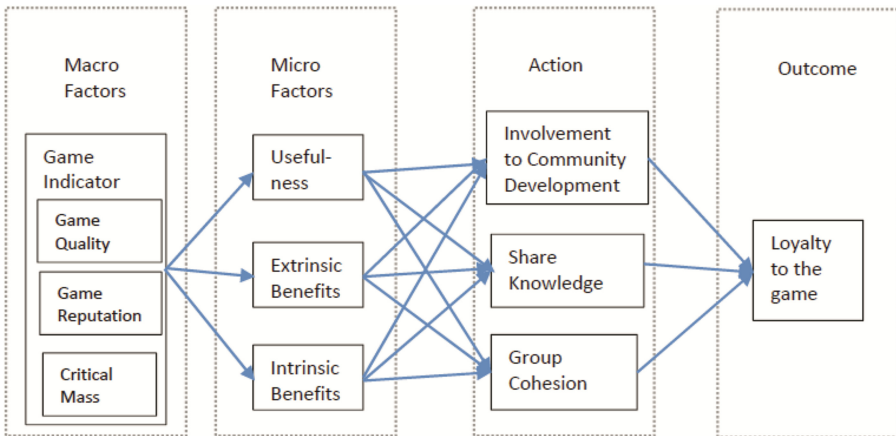 Macro
Factors
Game
Indicator
Game
Quality
Game
Reputation
Critical
Mass
Micro
Factors
Useful-
ness
Extrinsic
Benefits
Intrinsic
Benefits
Action
Involvement
to Community
Development
Share
Knowledge
Group
Cohesion
Outcome
Loyalty
to the
game